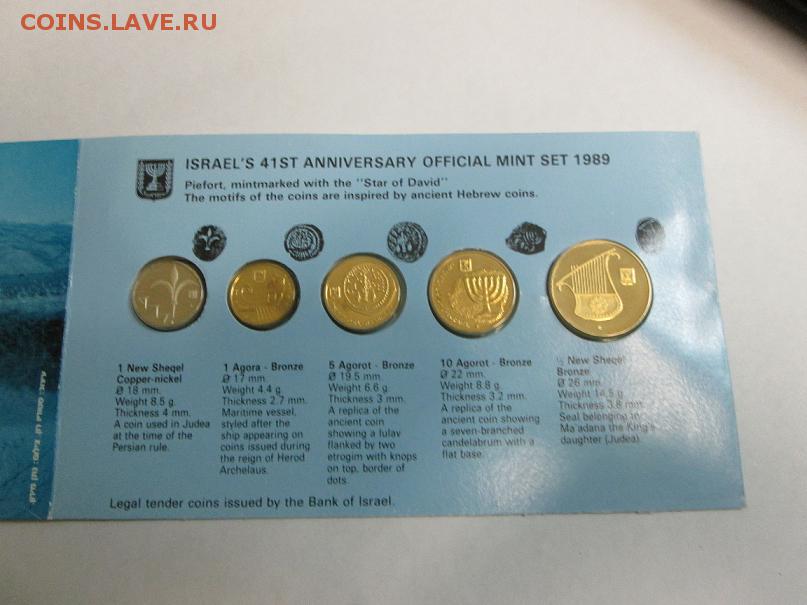 COINS.LAVE.RU
ISRAEL'S 41ST ANNIVERSARY OFFICIAL MINT SET 1989
Piefort, mintmarked with the "Star of David"
The motifs of the coins are inspired by ancient Hebrew coins.
1 New Sheqel
Copper-nickel
Ø 18 mm.
Weight 8.5 g.
Thickness 4 mm.
A coin used in Judea
at the time of the
Persian rule.
1 Agora - Bronze
Ø 17 mm.
Weight 4.4 g.
Thickness 2.7 mm.
Maritime vessel,
styled after the
ship appearing on
coins issued during
the reign of Herod
Archelaus.
5 Agorot - Bronze
Ø 19.5 mm.
Weight 6.6 g.
Thickness 3 mm.
A replica of the
ancient coin
showing a lulav
flanked by two
etrogim with knops
on top, border of
dots.
10 Agorot - Bronze
Ø 22 mm.
Weight 8.8 g.
Thickness 3.2 mm.
A replica of the
ancient coin showing
a seven-branched
candelabrum with a
flat base.
½ New Sheqel
Bronze
Ø 26 mm.
Weight 14.5 g.
Thickness 3.8 mm.
Seal belonging to
Ma'adana the King's
daughter (Judea).
Legal tender coins issued by the Bank of Israel.